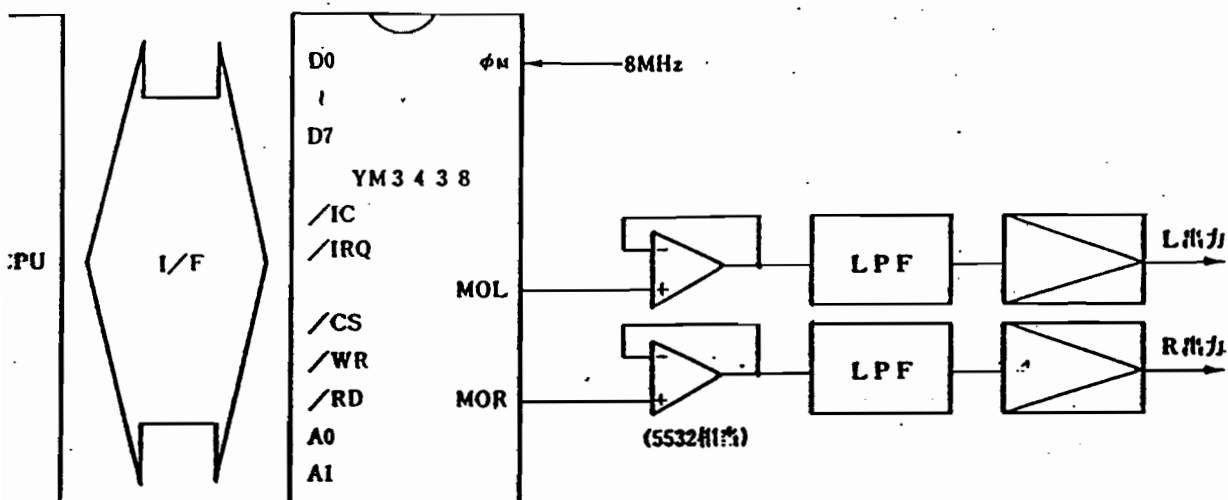 D0
~
D7
YM3438
/IC
/IRQ
/CS
/WR
/RD
A0
A1
φM
8MHz
MOL
MOR
I/F
LPF
L出力
LPF
R出力
(5532相当)